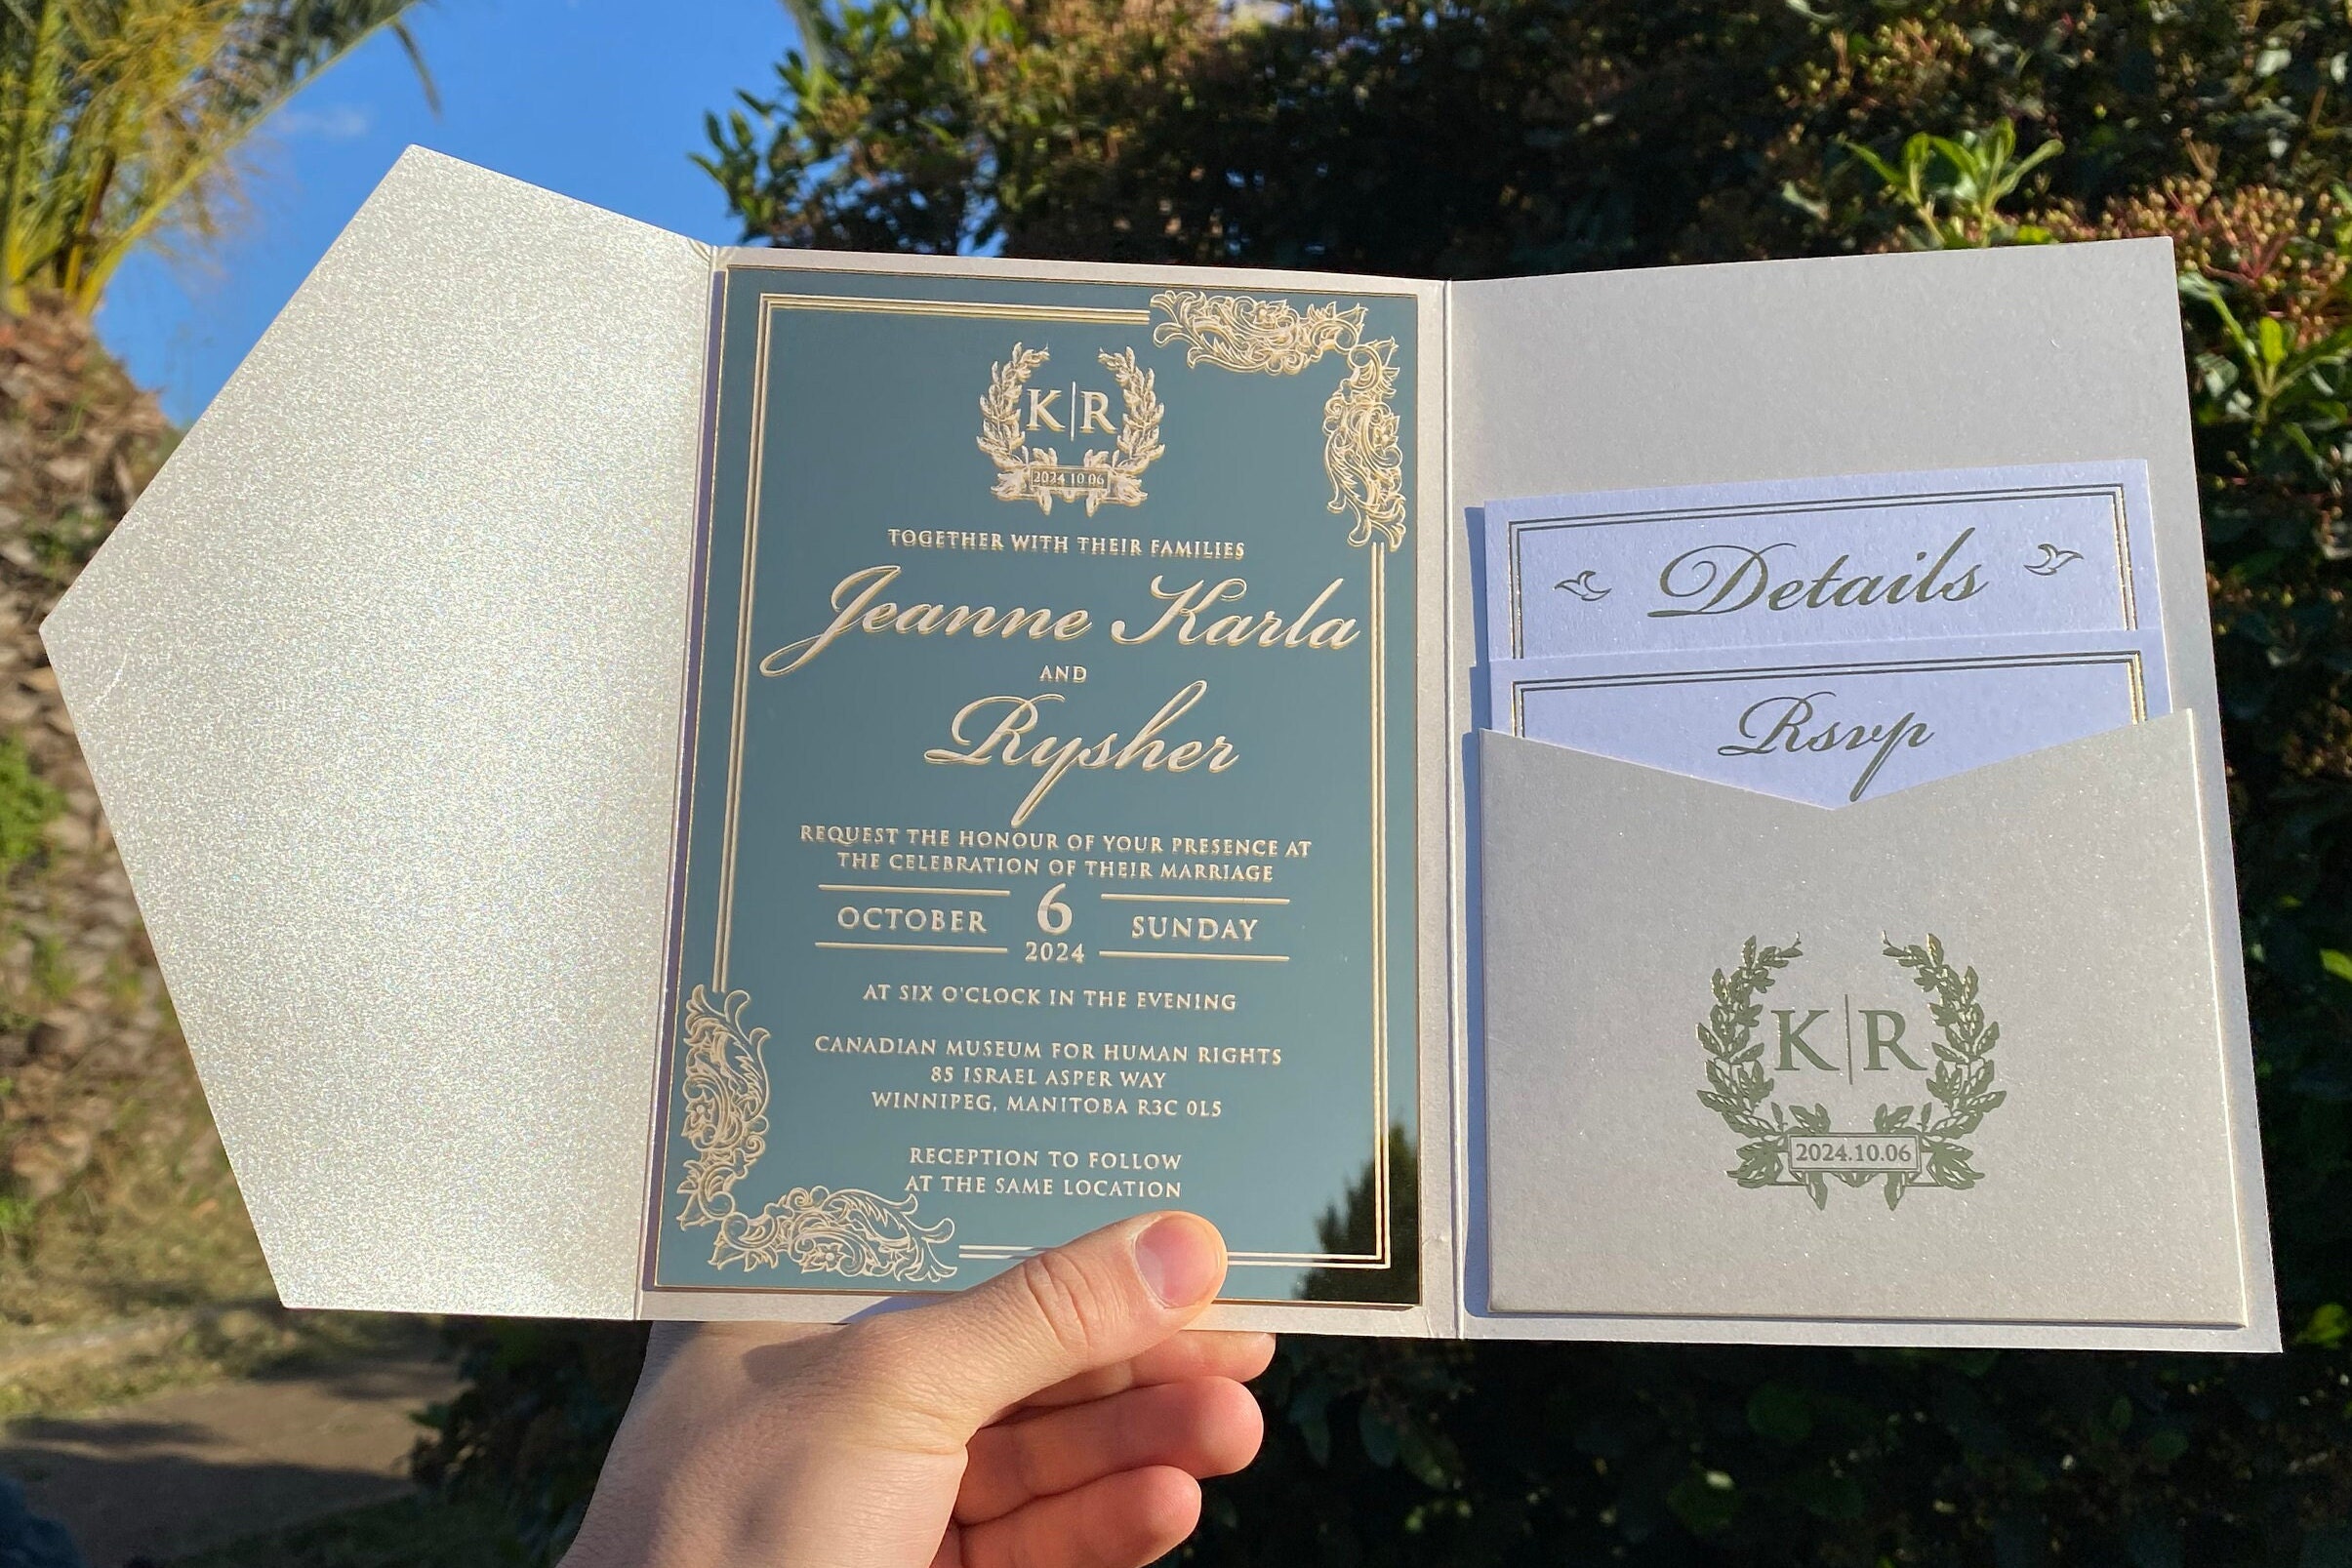 K|R
2024.10.06
TOGETHER WITH THEIR FAMILIES
Jeanne Karla
AND
Rysher
REQUEST THE HONOUR OF YOUR PRESENCE AT
THE CELEBRATION OF THEIR MARRIAGE
OCTOBER 6 SUNDAY
2024
AT SIX O'CLOCK IN THE EVENING
CANADIAN MUSEUM FOR HUMAN RIGHTS
85 ISRAEL ASPER WAY
WINNIPEG, MANITOBA R3C 0L5
RECEPTION TO FOLLOW
AT THE SAME LOCATION
Details
Rsvp
K|R
2024.10.06